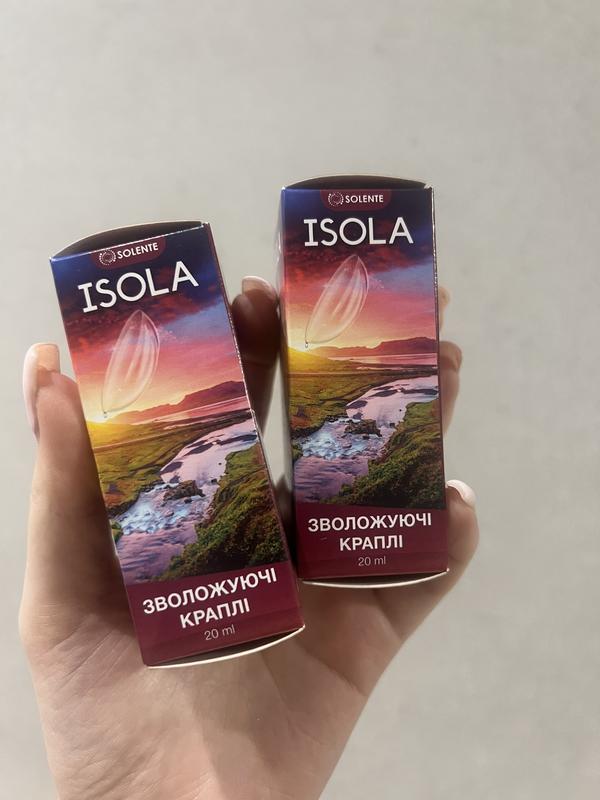 SOLENTE
ISOLA
ЗВОЛОЖУЮЧІ
КРАПЛІ
20 ml
SOLENTE
ISOLA
ЗВОЛОЖУЮЧІ
КРАПЛІ
20 ml